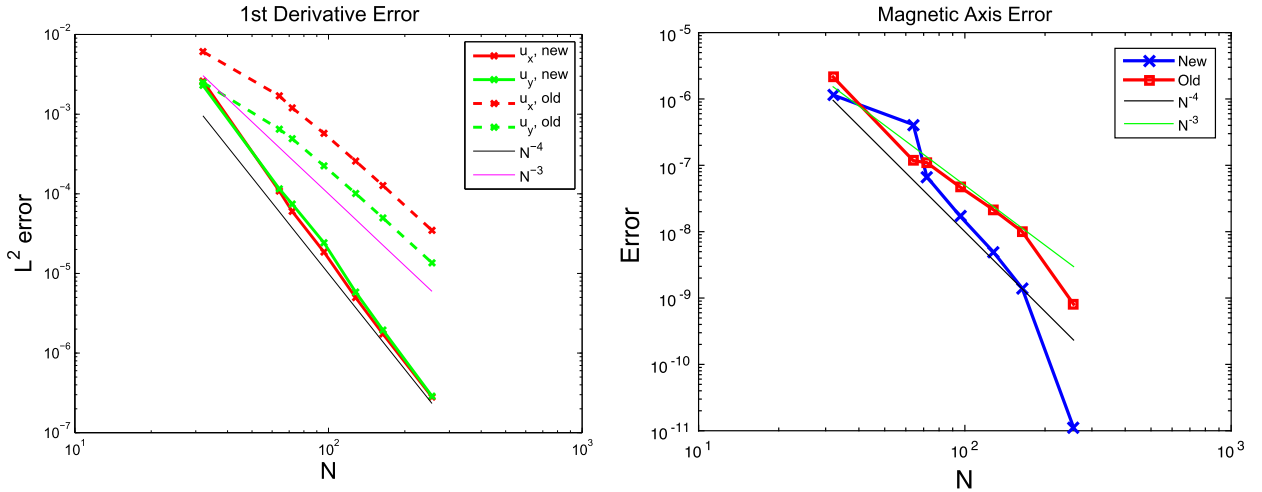 1st Derivative Error
10^-2
10^-3
10^-4
10^-5
10^-6
10^-7
L^2 error
10^1
10^2
10^3
N
u_x, new
u_y, new
u_x, old
u_y, old
N^-4
N^-3
Magnetic Axis Error
10^-5
10^-6
10^-7
10^-8
10^-9
10^-10
10^-11
Error
10^1
10^2
10^3
N
New
Old
N^-4
N^-3